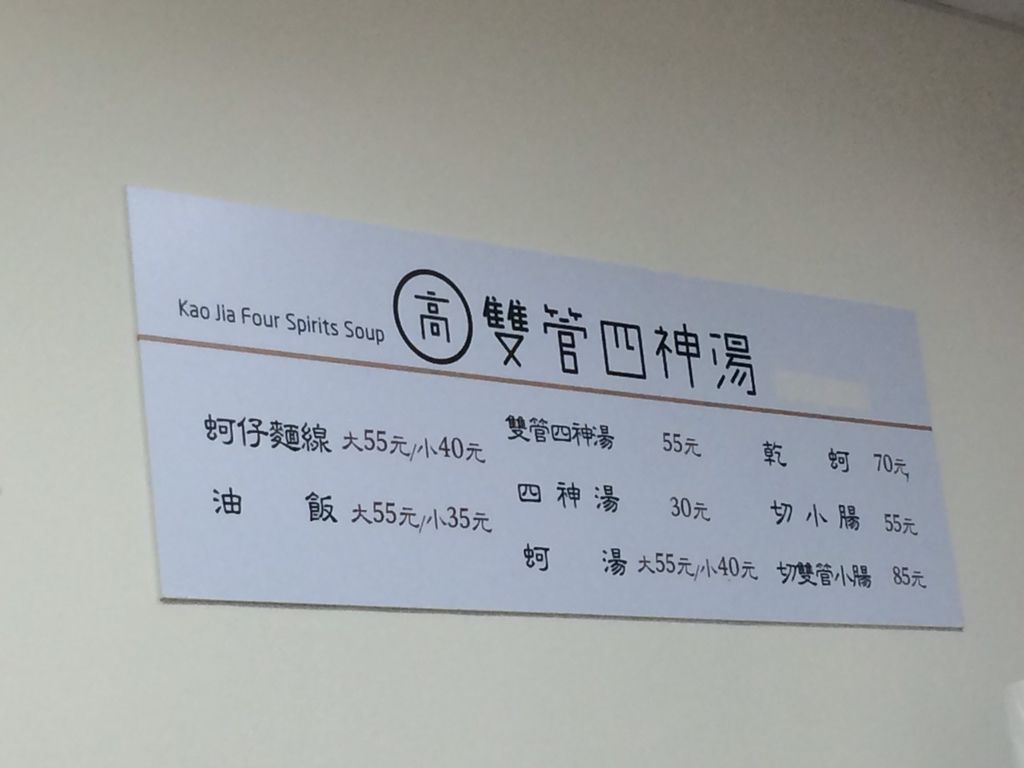 Kao Jia Four Spirits Soup 高 雙管四神湯
蚵仔麵線 大55元/小40元
油飯 大55元/小35元
雙管四神湯 55元
四神湯 30元
蚵湯 大55元/小40元
乾蚵 70元
切小腸 55元
切雙管小腸 85元